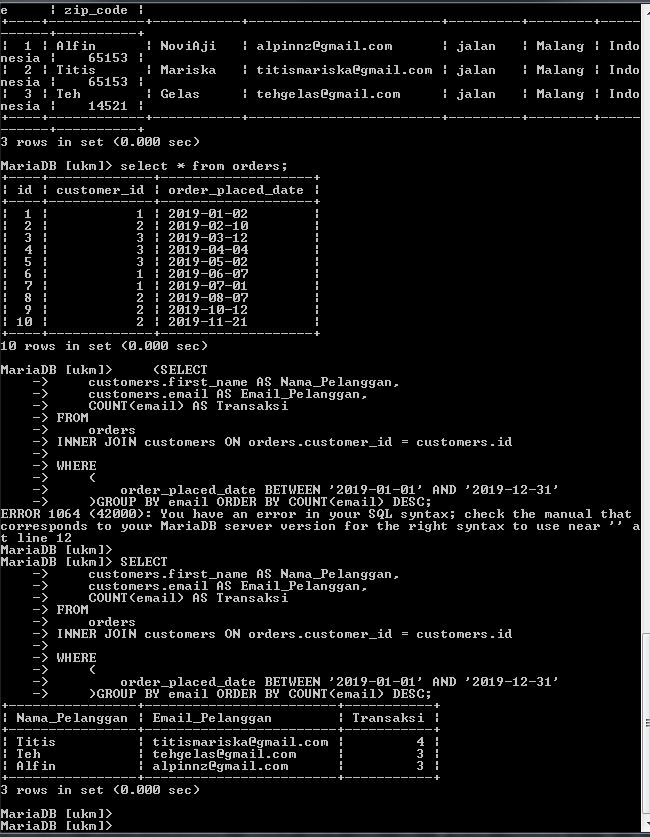 e      | zip_code |
+----+------------+----------+------------------------+--------+--------+-----
-------+----------+
|  1 | Alfin      | NoviAji  | alpinnz@gmail.com      | jalan  | Malang | Indo
nesia |    65153 |
|  2 | Titis      | Mariska  | titismariska@gmail.com | jalan  | Malang | Indo
nesia |    65153 |
|  3 | Teh        | Gelas    | tehgelas@gmail.com     | jalan  | Malang | Indo
nesia |    14521 |
+----+------------+----------+------------------------+--------+--------+-----
-------+----------+
3 rows in set (0.000 sec)
MariaDB [ukm]> select * from orders;
+----+-------------+-------------------+
| id | customer_id | order_placed_date |
+----+-------------+-------------------+
|  1 |           1 | 2019-01-02        |
|  2 |           2 | 2019-02-10        |
|  3 |           3 | 2019-03-12        |
|  4 |           3 | 2019-04-04        |
|  5 |           3 | 2019-05-02        |
|  6 |           1 | 2019-06-07        |
|  7 |           1 | 2019-07-01        |
|  8 |           2 | 2019-08-07        |
|  9 |           2 | 2019-10-12        |
| 10 |           2 | 2019-11-21        |
+----+-------------+-------------------+
10 rows in set (0.000 sec)
MariaDB [ukm]>     (SELECT
    ->     customers.first_name AS Nama_Pelanggan,
    ->     customers.email AS Email_Pelanggan,
    ->     COUNT(email) AS Transaksi
    -> FROM
    ->     orders
    -> INNER JOIN customers ON orders.customer_id = customers.id
    ->
    -> WHERE
    ->     (
    ->         order_placed_date BETWEEN '2019-01-01' AND '2019-12-31'
    ->     )GROUP BY email ORDER BY COUNT(email) DESC;
ERROR 1064 (42000): You have an error in your SQL syntax; check the manual that
corresponds to your MariaDB server version for the right syntax to use near '' a
t line 12
MariaDB [ukm]>
MariaDB [ukm]> SELECT
    ->     customers.first_name AS Nama_Pelanggan,
    ->     customers.email AS Email_Pelanggan,
    ->     COUNT(email) AS Transaksi
    -> FROM
    ->     orders
    -> INNER JOIN customers ON orders.customer_id = customers.id
    ->
    -> WHERE
    ->     (
    ->         order_placed_date BETWEEN '2019-01-01' AND '2019-12-31'
    ->     )GROUP BY email ORDER BY COUNT(email) DESC;
+----------------+------------------------+-----------+
| Nama_Pelanggan | Email_Pelanggan        | Transaksi |
+----------------+------------------------+-----------+
| Titis          | titismariska@gmail.com |         4 |
| Teh            | tehgelas@gmail.com     |         3 |
| Alfin          | alpinnz@gmail.com      |         3 |
+----------------+------------------------+-----------+
3 rows in set (0.000 sec)
MariaDB [ukm]>
MariaDB [ukm]>